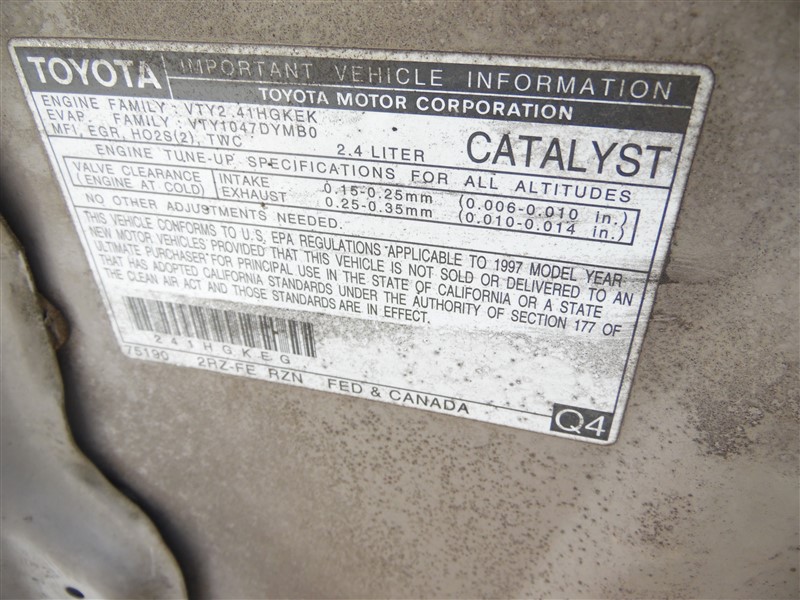 TOYOTA IMPORTANT VEHICLE INFORMATION
TOYOTA MOTOR CORPORATION
ENGINE FAMILY : VTY2.41HGKEK
EVAP. FAMILY : VTY1047DYMB0
MFI, EGR, HO2S(2), TWC 2.4 LITER CATALYST
ENGINE TUNE-UP SPECIFICATIONS FOR ALL ALTITUDES
VALVE CLEARANCE INTAKE 0.15-0.25mm (0.006-0.010 in.)
(ENGINE AT COLD) EXHAUST 0.25-0.35mm (0.010-0.014 in.)
NO OTHER ADJUSTMENTS NEEDED.
THIS VEHICLE CONFORMS TO U.S. EPA REGULATIONS APPLICABLE TO 1997 MODEL YEAR
NEW MOTOR VEHICLES PROVIDED THAT THIS VEHICLE IS NOT SOLD OR DELIVERED TO AN
ULTIMATE PURCHASER FOR PRINCIPAL USE IN THE STATE OF CALIFORNIA OR A STATE
THAT HAS ADOPTED CALIFORNIA STANDARDS UNDER THE AUTHORITY OF SECTION 177 OF
THE CLEAN AIR ACT AND THOSE STANDARDS ARE IN EFFECT.
241HGKEG
75190 2RZ-FE RZN FED & CANADA Q4